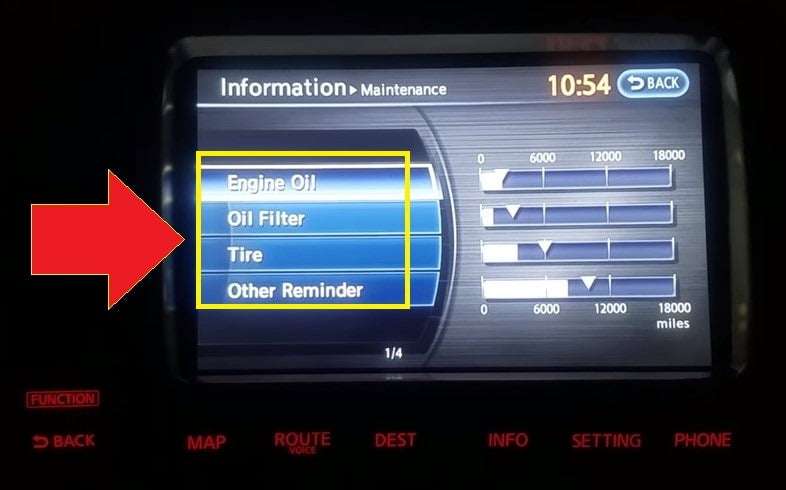 Information ▸ Maintenance 10:54 BACK
0 6000 12000 18000
Engine Oil
Oil Filter
Tire
Other Reminder
0 6000 12000 18000
miles
1/4
FUNCTION
BACK MAP ROUTE DEST INFO SETTING PHONE
VOICE